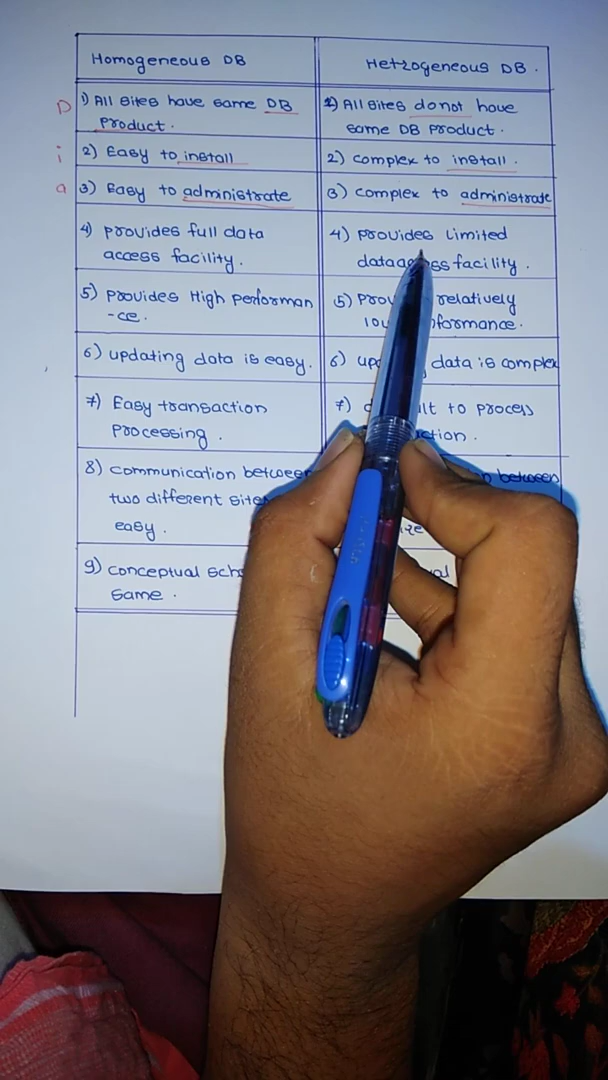 Homogeneous DB
Hetrogeneous DB.
p 1) All sites have same DB
product.
1) All sites donot have
same DB product.
i 2) Easy to install
2) complex to install.
a 3) Easy to administrate
3) complex to administrate
4) provides full data
access facility.
4) provides limited
facility.
5) provides High performan
-ce.
5) relatively
6) updating data is easy.
6) data is complex
7) Easy transaction
processing.
7) to process
8) communication between
two different sites
easy.
between
9) conceptual
same.